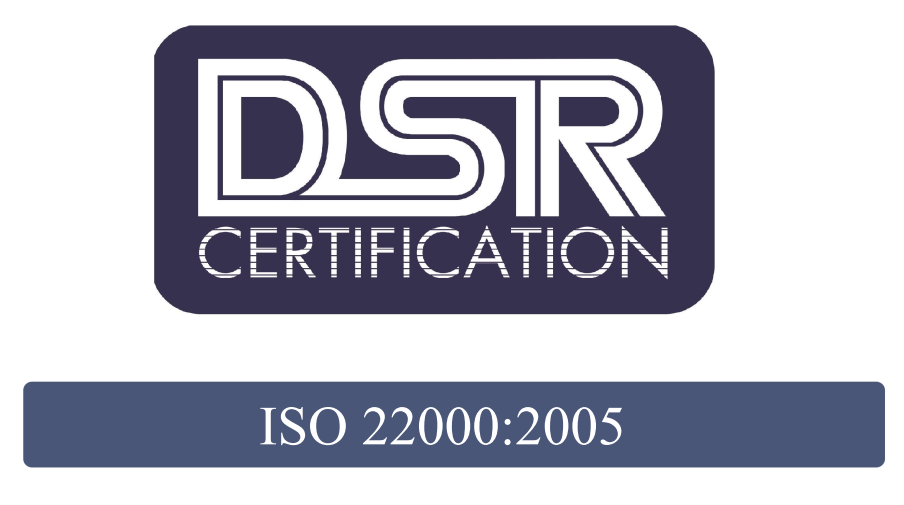 DSR
CERTIFICATION
ISO 22000:2005